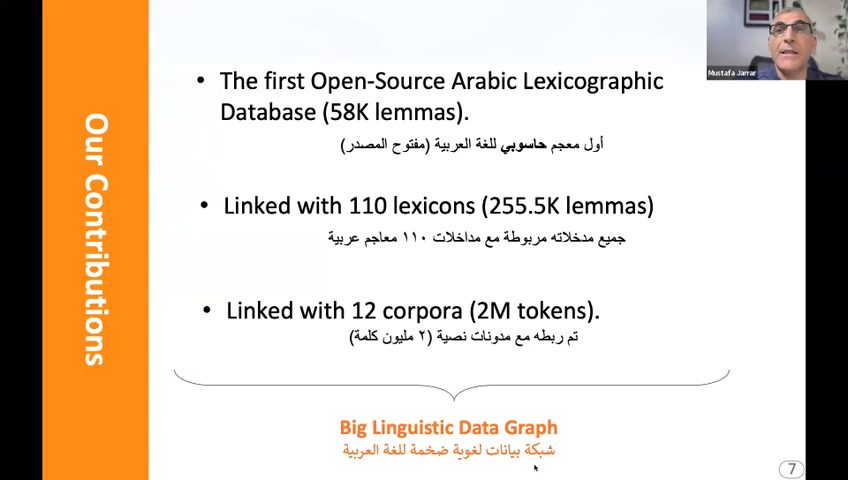 Our Contributions
• The first Open-Source Arabic Lexicographic
Database (58K lemmas).
أول معجم حاسوبي للغة العربية (مفتوح المصدر)
• Linked with 110 lexicons (255.5K lemmas)
جميع مدخلاته مربوطة مع مداخلات ١١٠ معاجم عربية
• Linked with 12 corpora (2M tokens).
تم ربطه مع مدونات نصية (٢ مليون كلمة)
Big Linguistic Data Graph
شبكة بيانات لغوية ضخمة للغة العربية
7
Mustafa Jarrar